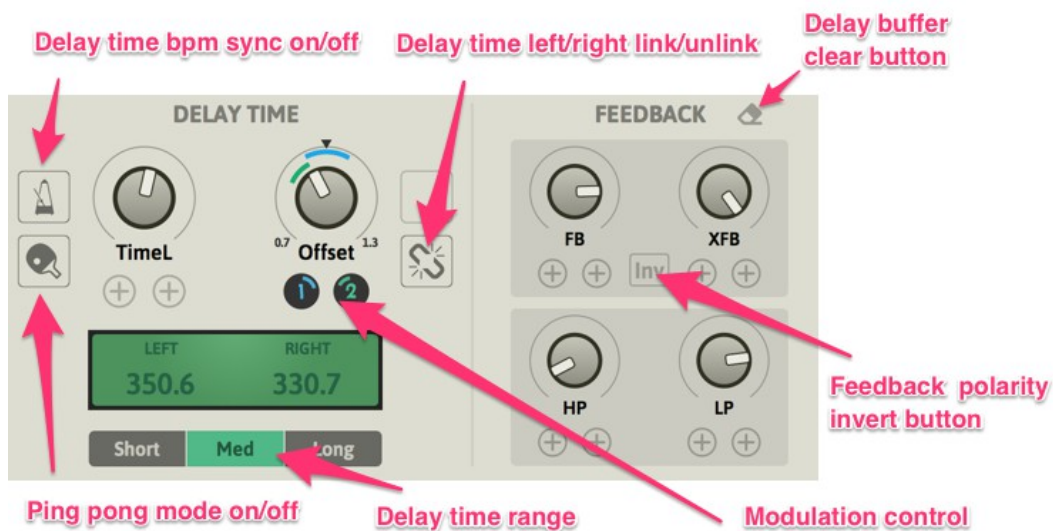 Delay time bpm sync on/off
Delay time left/right link/unlink
Delay buffer
clear button
DELAY TIME
FEEDBACK
TimeL
0.7 Offset 1.3
FB
XFB
1
2
Inv
LEFT
RIGHT
350.6
330.7
HP
LP
Short
Med
Long
Feedback polarity
invert button
Ping pong mode on/off
Delay time range
Modulation control